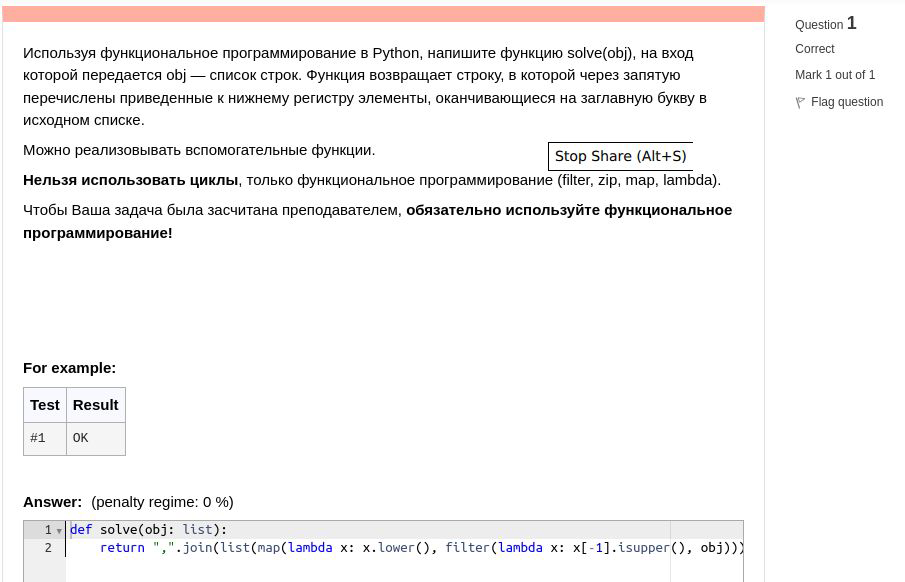 Используя функциональное программирование в Python, напишите функцию solve(obj), на вход
которой передается obj — список строк. Функция возвращает строку, в которой через запятую
перечислены приведенные к нижнему регистру элементы, оканчивающиеся на заглавную букву в
исходном списке.
Можно реализовывать вспомогательные функции.
Stop Share (Alt+S)
Нельзя использовать циклы, только функциональное программирование (filter, zip, map, lambda).
Чтобы Ваша задача была засчитана преподавателем, обязательно используйте функциональное
программирование!
For example:
Test Result
#1 OK
Answer: (penalty regime: 0 %)
1 def solve(obj: list):
2 return ",".join(list(map(lambda x: x.lower(), filter(lambda x: x[-1].isupper(), obj)))
Question 1
Correct
Mark 1 out of 1
Flag question